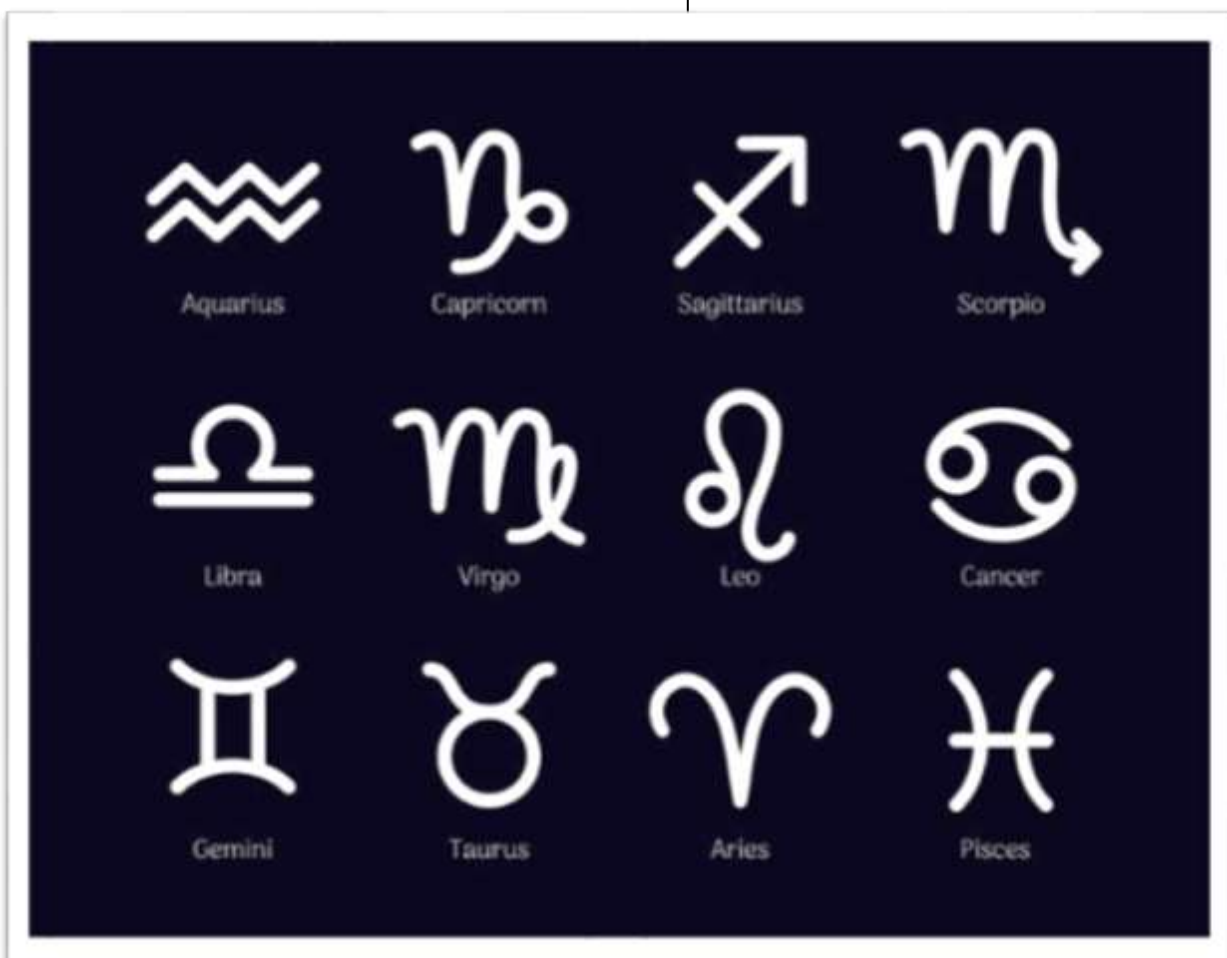 Aquarius Capricorn Sagittarius Scorpio
Libra Virgo Leo Cancer
Gemini Taurus Aries Pisces